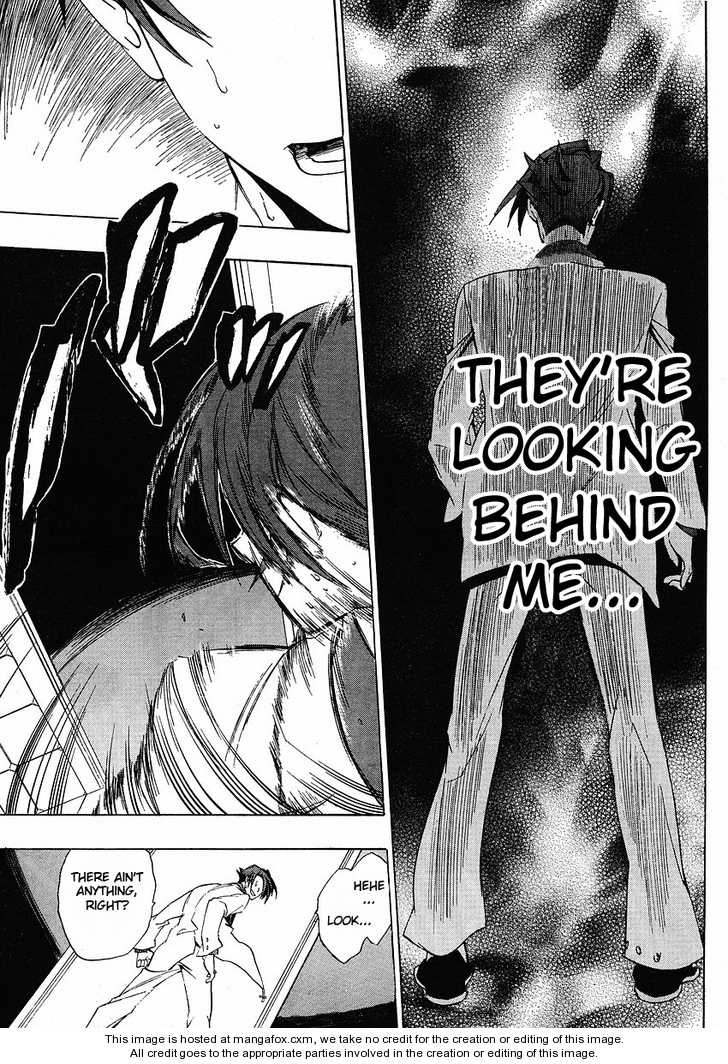 THEY'RE
LOOKING
BEHIND
ME...
HEHE
...
LOOK...
THERE AIN'T
ANYTHING,
RIGHT?
This image is hosted at mangafox.cxm, we take no credit for the creation or editing of this image.
All credit goes to the appropriate parties involved in the creation or editing of this image.